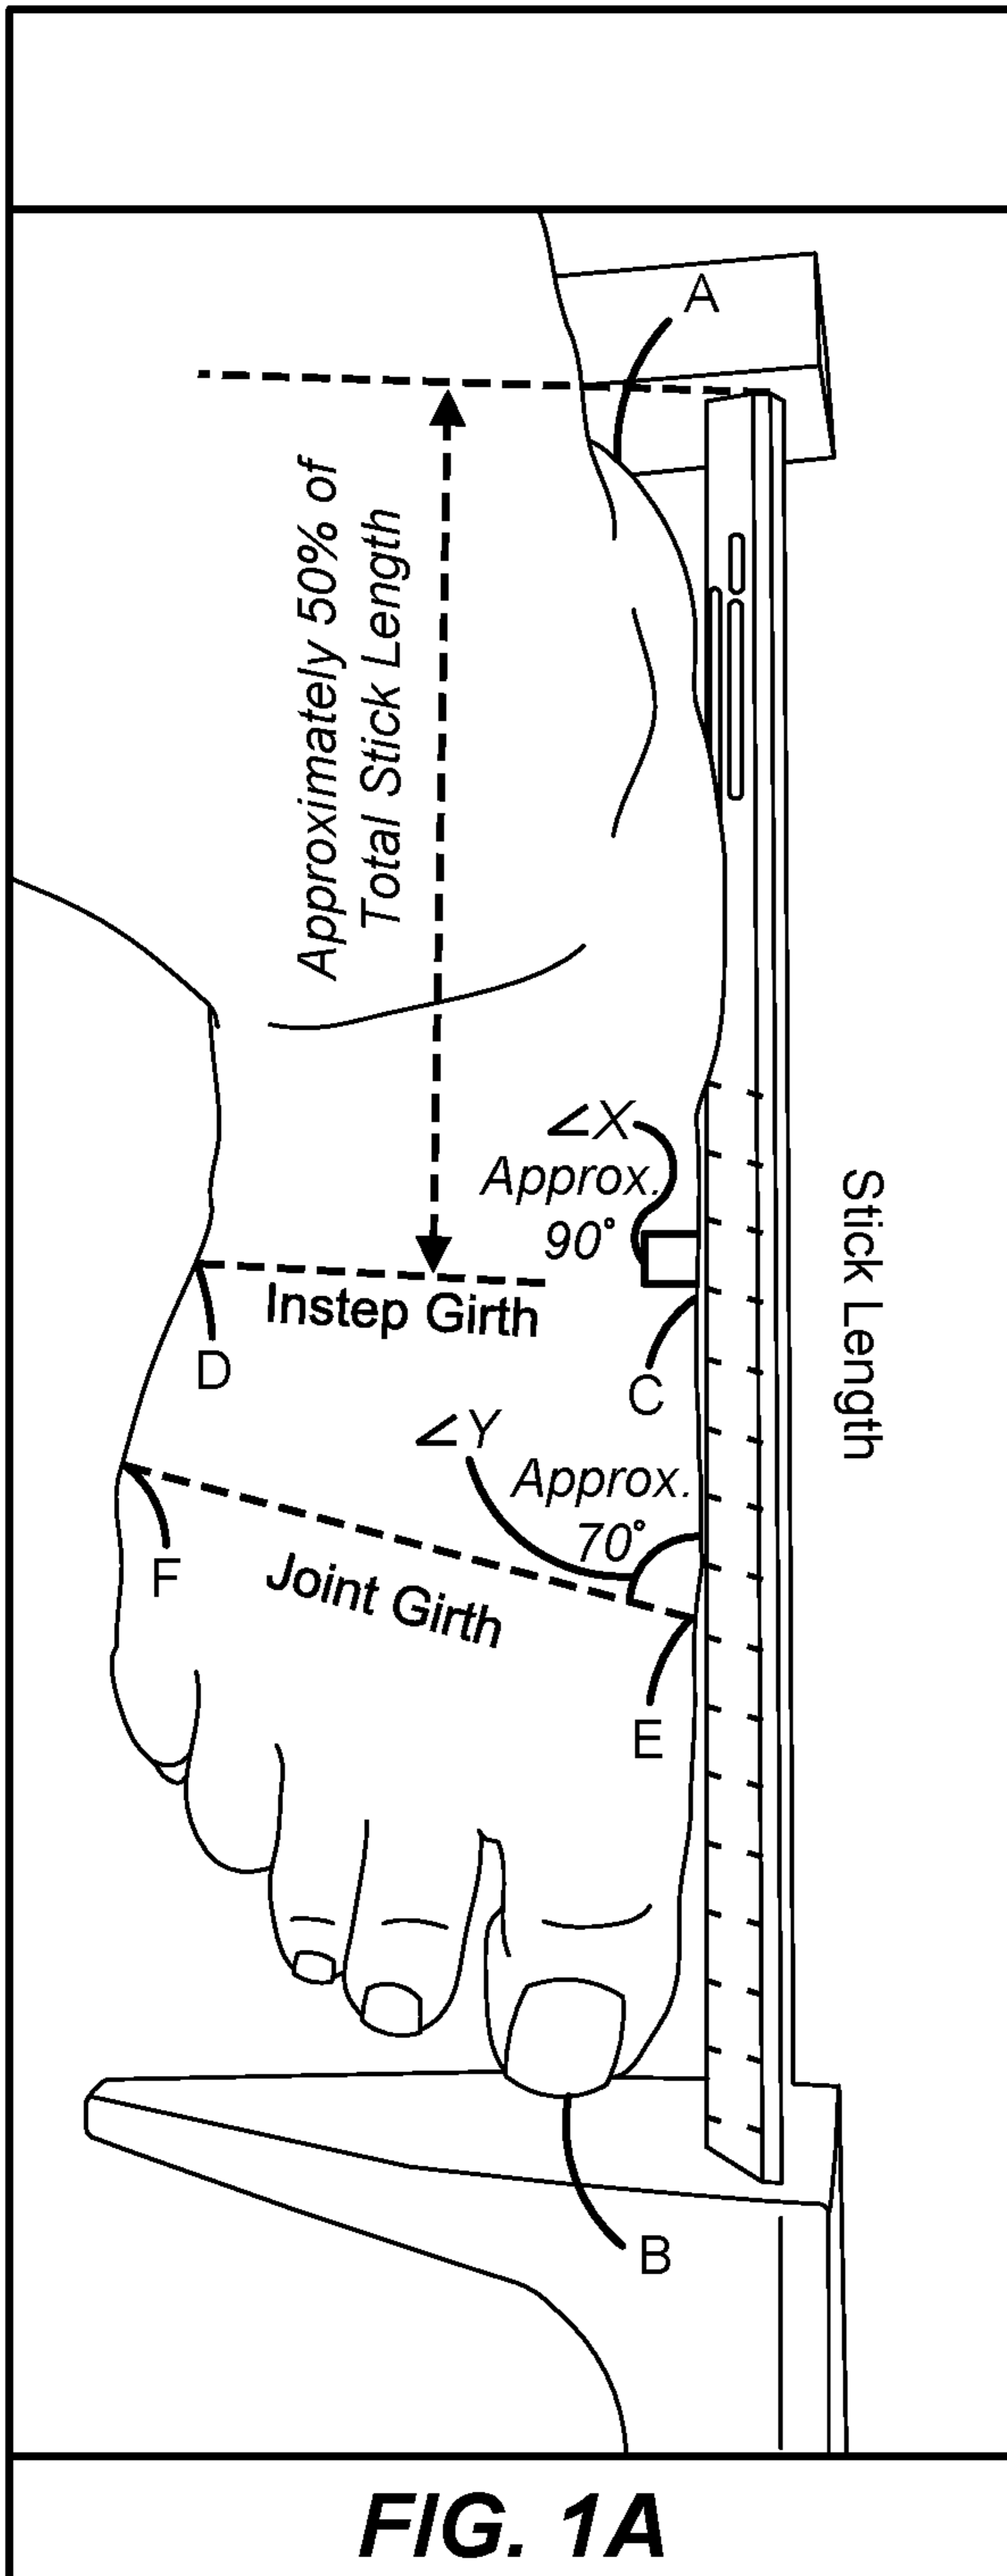 A
Approximately 50% of
Total Stick Length
∠X
Approx.
90°
Stick Length
Instep Girth
D
C
∠Y
Approx.
70°
F
Joint Girth
E
B
FIG. 1A